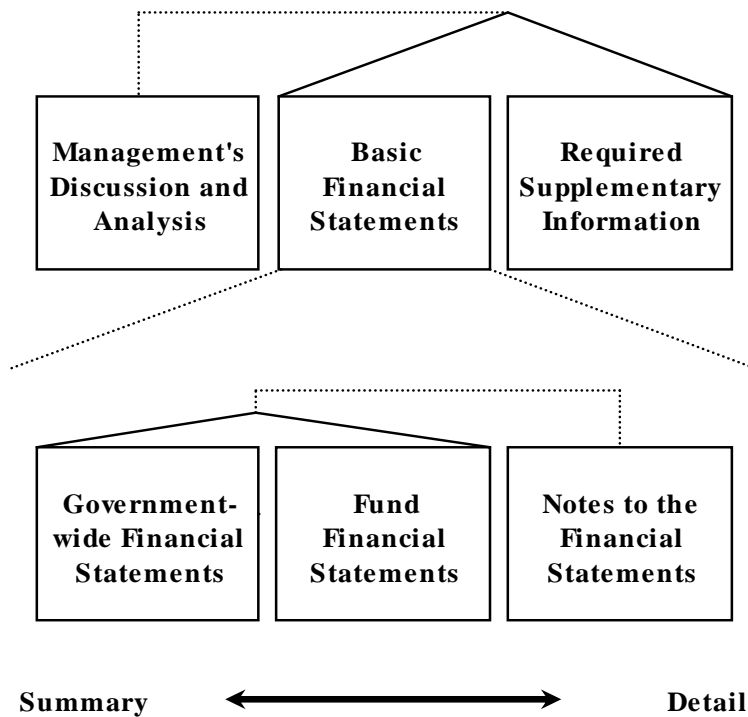 Management's
Discussion and
Analysis
Basic
Financial
Statements
Required
Supplementary
Information
Government-
wide Financial
Statements
Fund
Financial
Statements
Notes to the
Financial
Statements
Summary
Detail